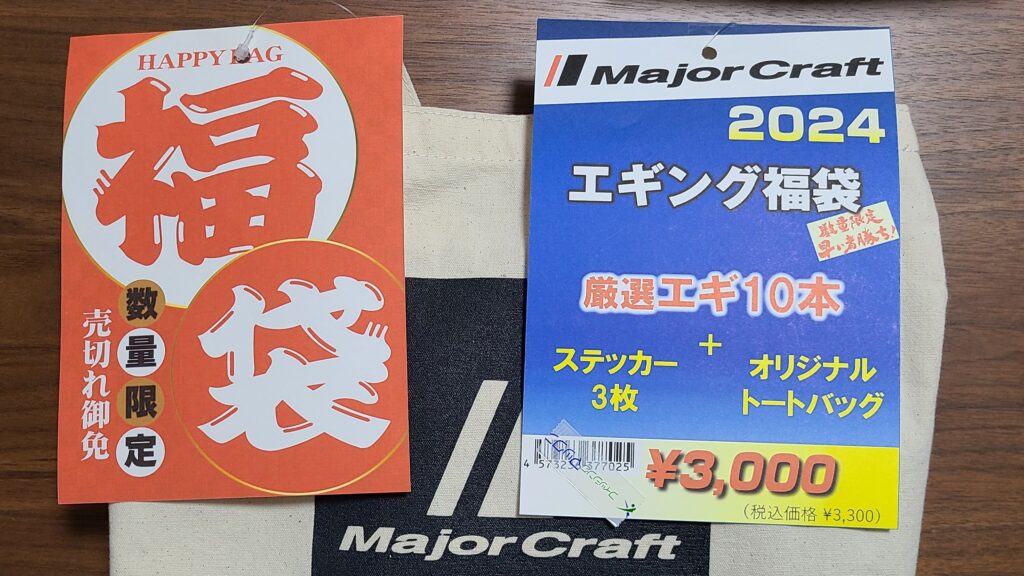 HAPPY BAG
福
袋
数量限定
売切れ御免
Major Craft
2024
エギング福袋
数量限定
早い者勝ち!
厳選エギ10本
+
ステッカー
3枚
オリジナル
トートバッグ
¥3,000
(税込価格 ¥3,300)
Major Craft